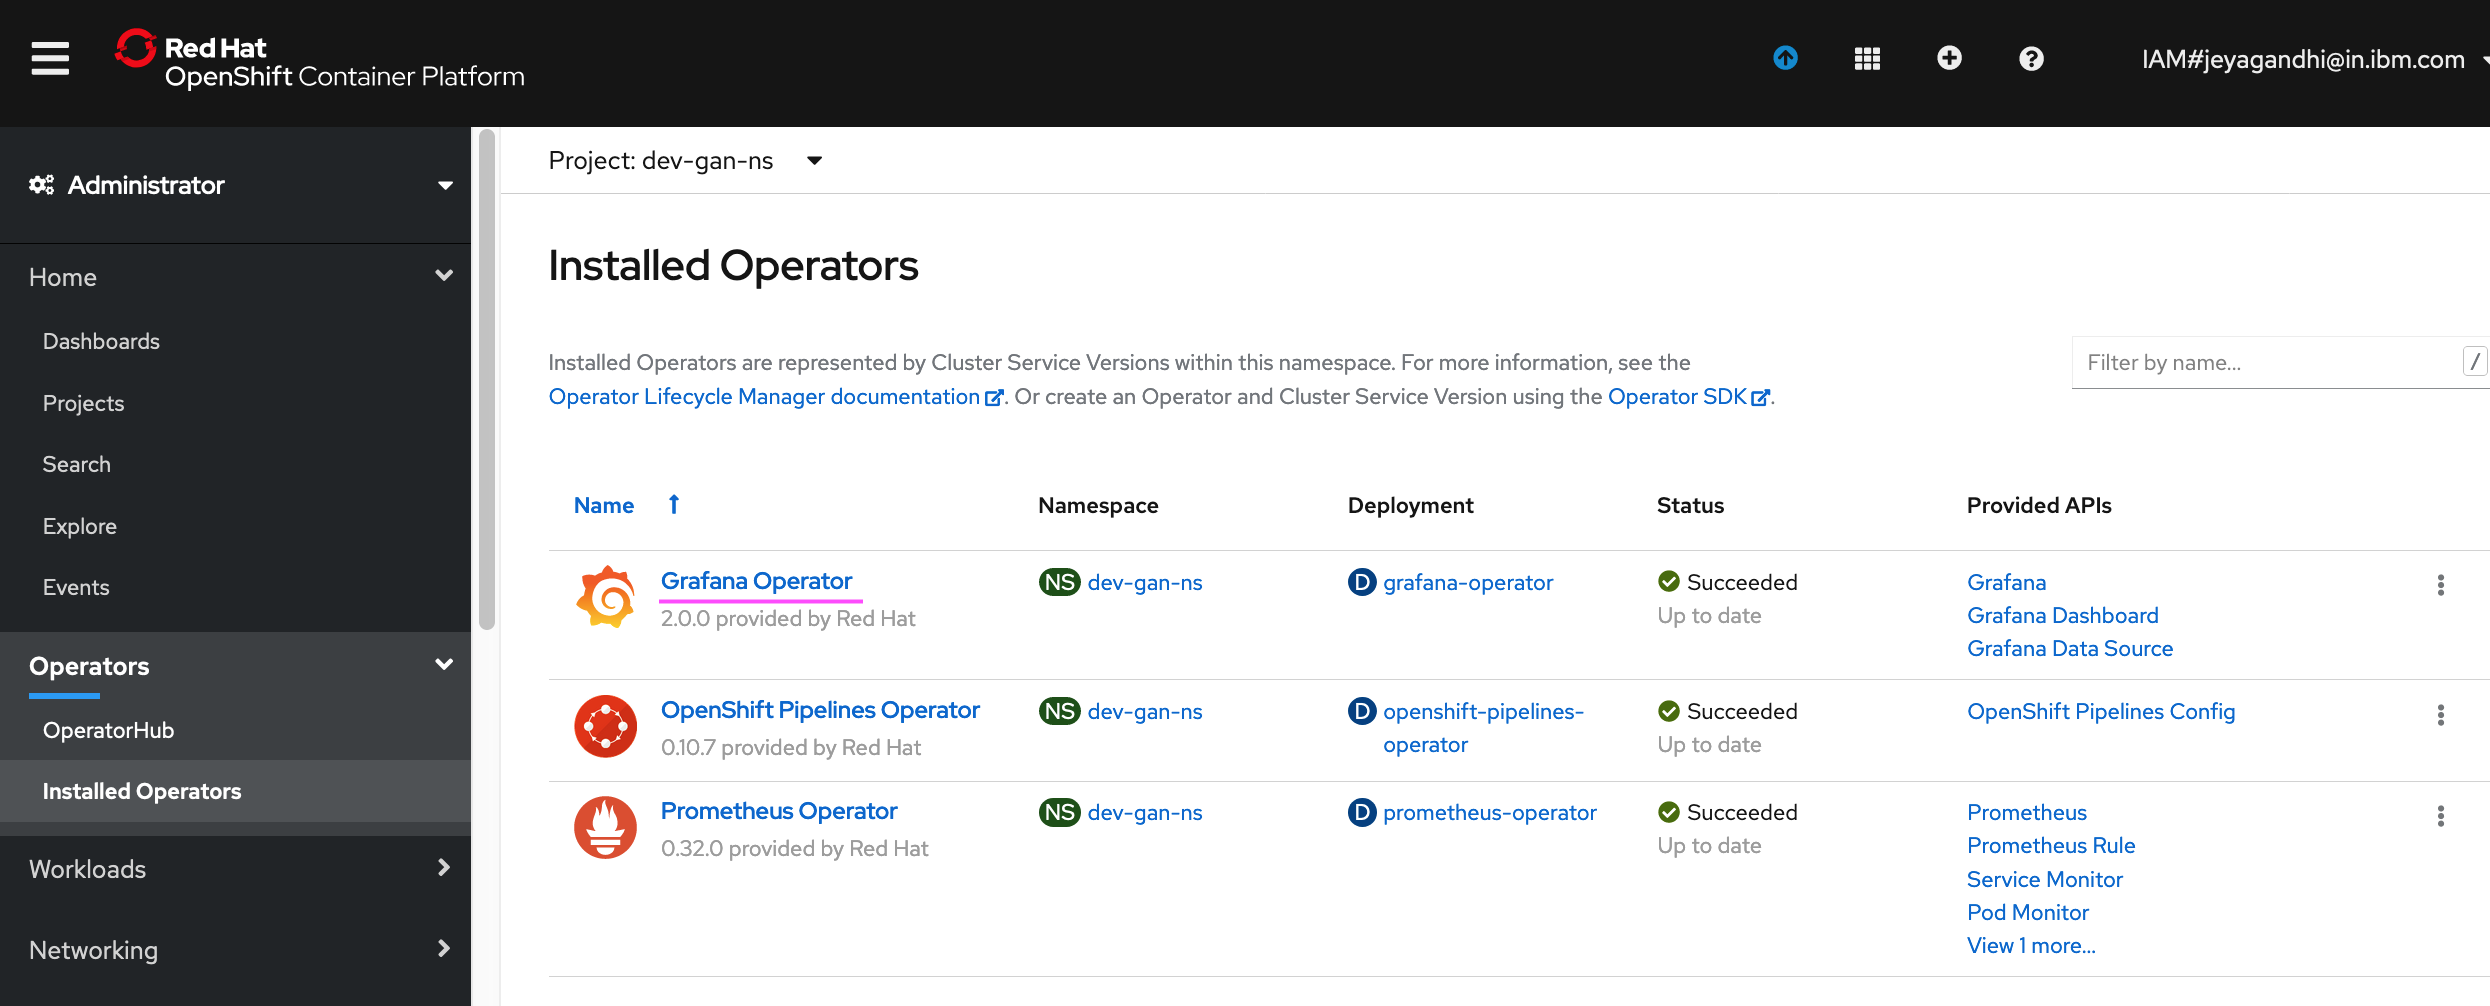 Red Hat
OpenShift Container Platform
IAM#jeyagandhi@in.ibm.com
Administrator
Home
Dashboards
Projects
Search
Explore
Events
Operators
OperatorHub
Installed Operators
Workloads
Networking
Project: dev-gan-ns
Installed Operators
Installed Operators are represented by Cluster Service Versions within this namespace. For more information, see the
Operator Lifecycle Manager documentation. Or create an Operator and Cluster Service Version using the Operator SDK.
Filter by name... /
Name Namespace Deployment Status Provided APIs
Grafana Operator NS dev-gan-ns D grafana-operator Succeeded Grafana
2.0.0 provided by Red Hat Up to date Grafana Dashboard
Grafana Data Source
OpenShift Pipelines Operator NS dev-gan-ns D openshift-pipelines- Succeeded OpenShift Pipelines Config
0.10.7 provided by Red Hat operator Up to date
Prometheus Operator NS dev-gan-ns D prometheus-operator Succeeded Prometheus
0.32.0 provided by Red Hat Up to date Prometheus Rule
Service Monitor
Pod Monitor
View 1 more...